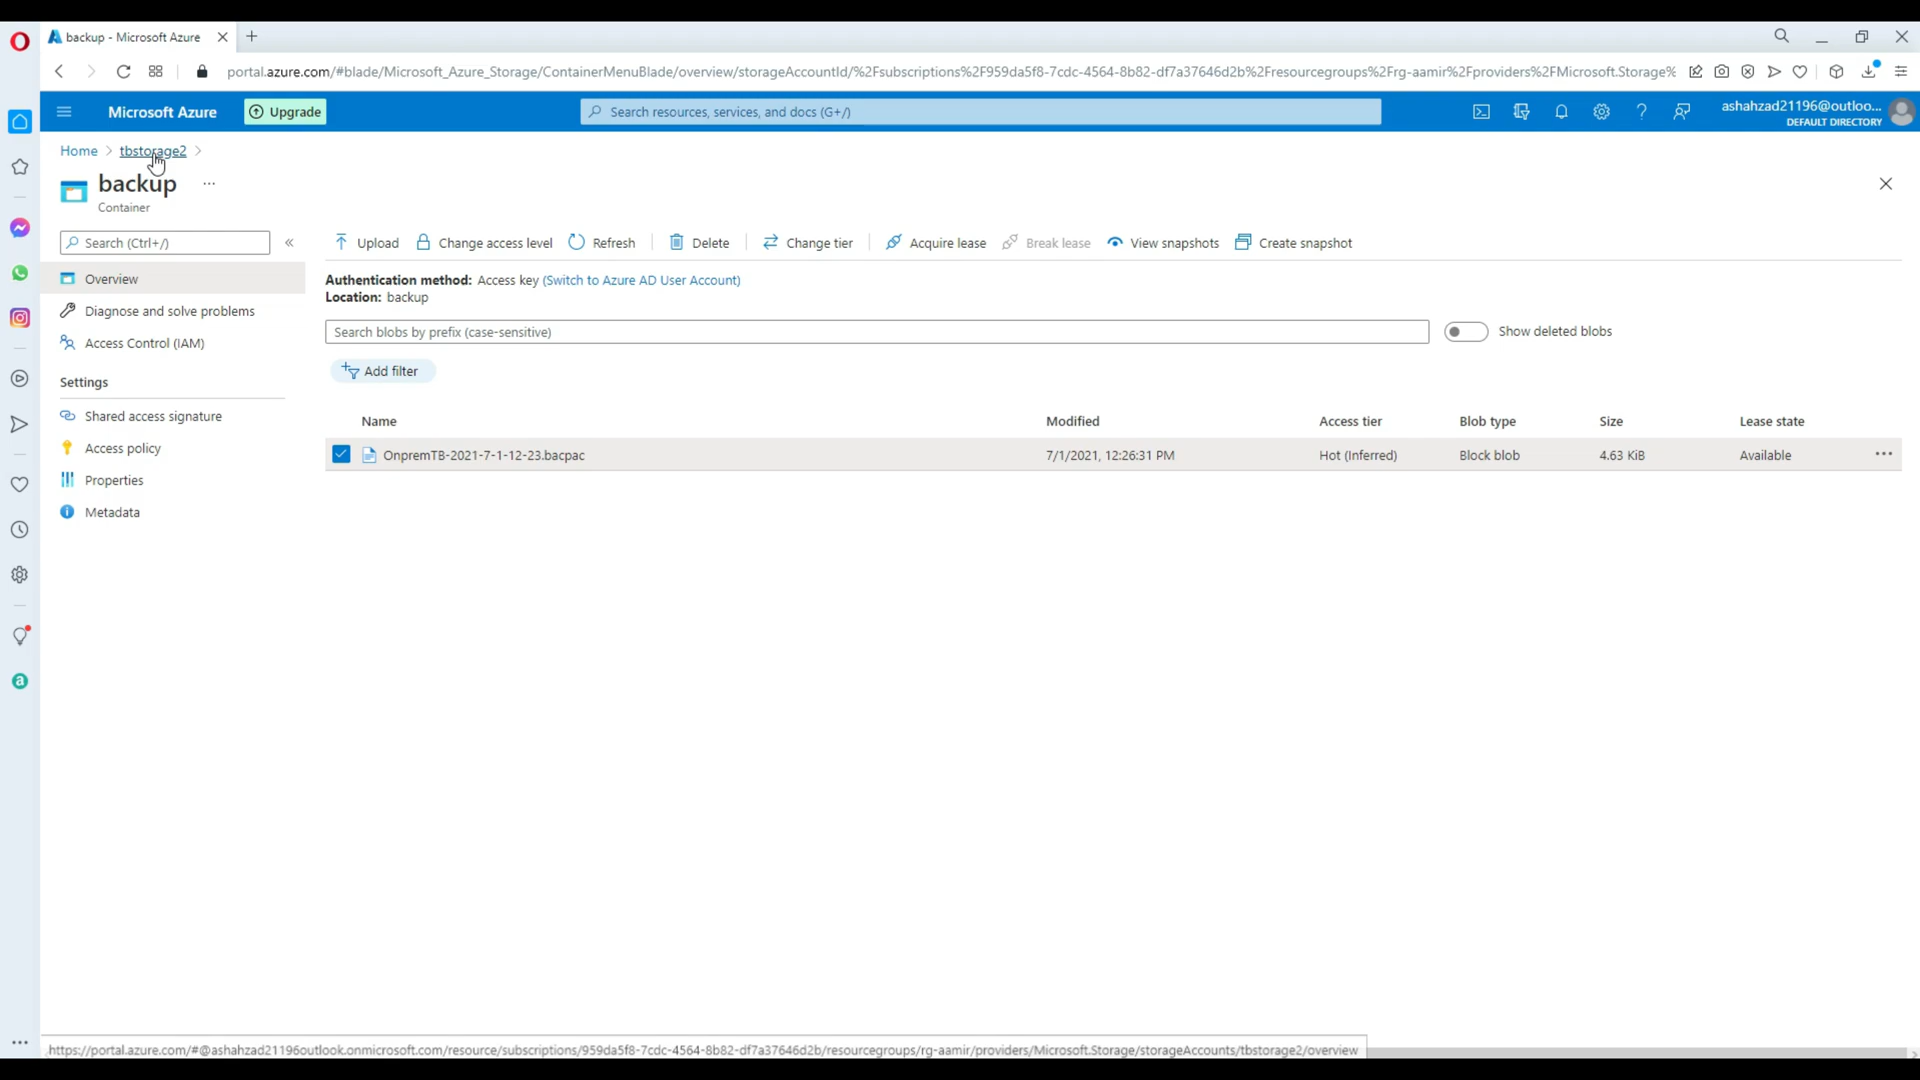 backup - Microsoft Azure
portal.azure.com/#blade/Microsoft_Azure_Storage/ContainerMenuBlade/overview/storageAccountId/%2Fsubscriptions%2F959da5f8-7cdc-4564-8b82-df7a37646d2b%2Fresourcegroups%2Frg-aamir%2Fproviders%2FMicrosoft.Storage%
Microsoft Azure
Upgrade
Search resources, services, and docs (G+/)
ashahzad21196@outloo...
DEFAULT DIRECTORY
Home > tbstorage2 >
backup ...
Container
Search (Ctrl+/)
«
Upload
Change access level
Refresh
Delete
Change tier
Acquire lease
Break lease
View snapshots
Create snapshot
Overview
Diagnose and solve problems
Access Control (IAM)
Settings
Shared access signature
Access policy
Properties
Metadata
Authentication method: Access key (Switch to Azure AD User Account)
Location: backup
Search blobs by prefix (case-sensitive)
Show deleted blobs
Add filter
Name Modified Access tier Blob type Size Lease state
OnpremTB-2021-7-1-12-23.bacpac 7/1/2021, 12:26:31 PM Hot (Inferred) Block blob 4.63 KiB Available ...
https://portal.azure.com/#@ashahzad21196outlook.onmicrosoft.com/resource/subscriptions/959da5f8-7cdc-4564-8b82-df7a37646d2b/resourcegroups/rg-aamir/providers/Microsoft.Storage/storageAccounts/tbstorage2/overview